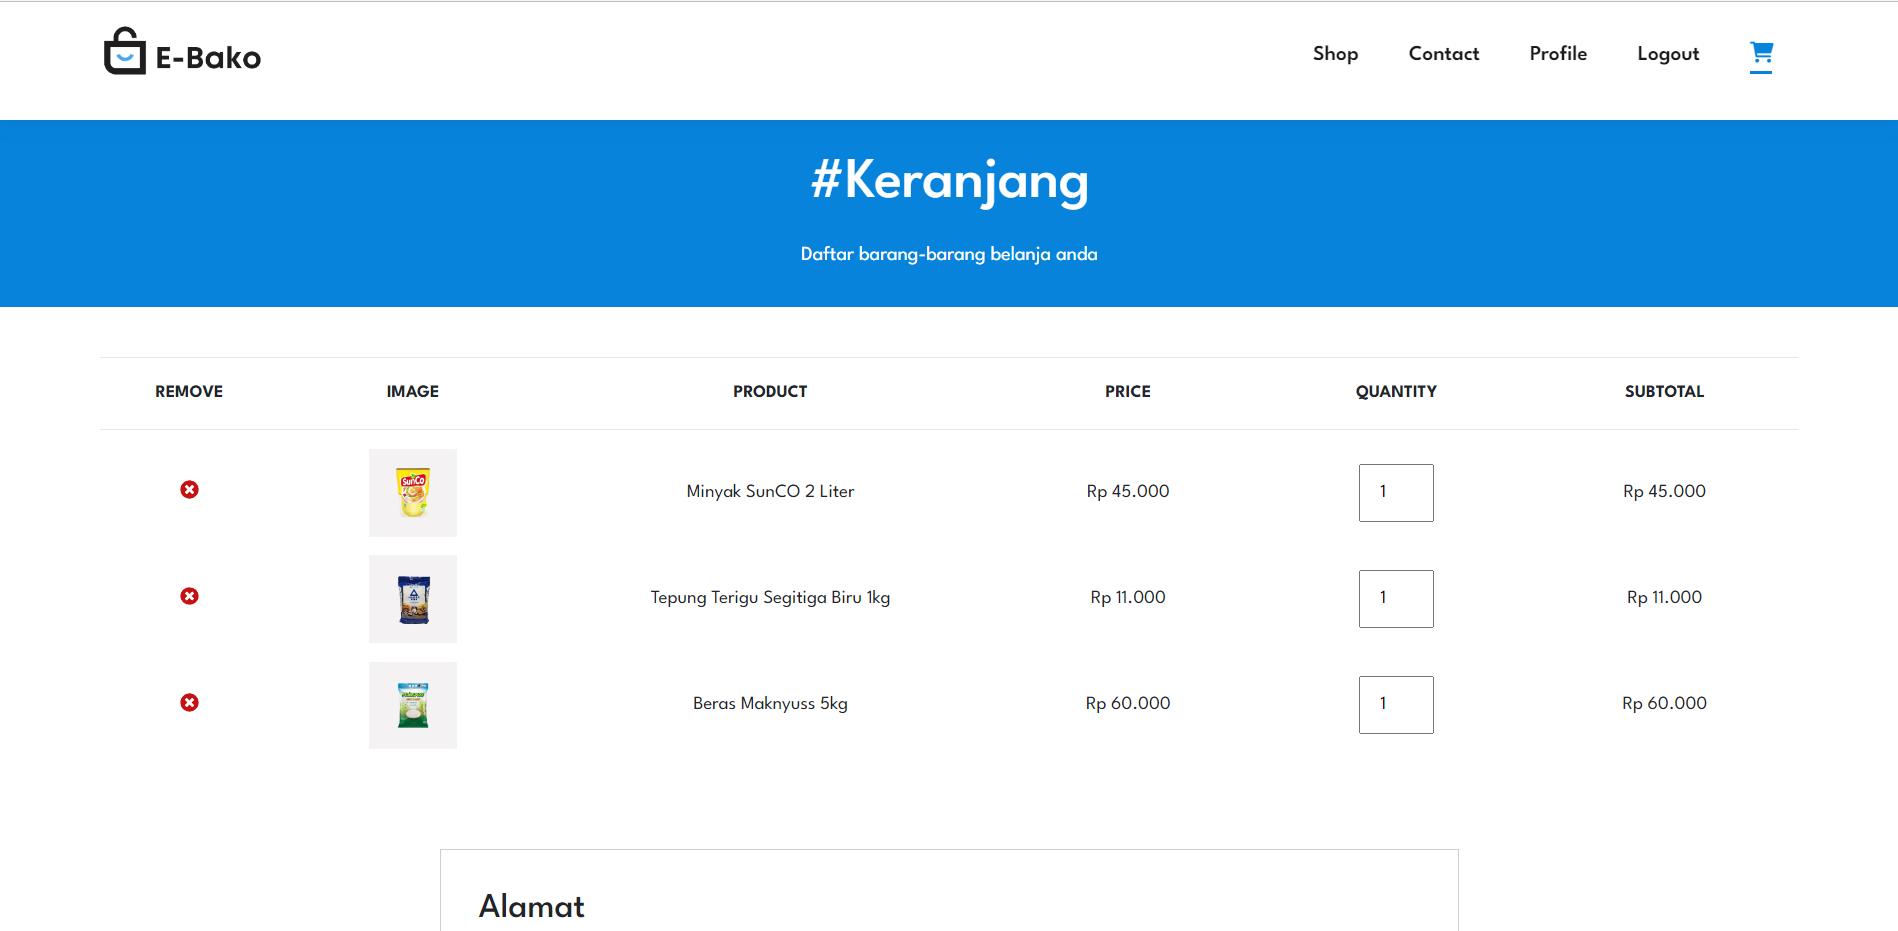 E-Bako
Shop Contact Profile Logout
#Keranjang
Daftar barang-barang belanja anda
REMOVE IMAGE PRODUCT PRICE QUANTITY SUBTOTAL
SunCo
Minyak SunCO 2 Liter Rp 45.000 1 Rp 45.000
Tepung Terigu Segitiga Biru 1kg Rp 11.000 1 Rp 11.000
Beras Maknyuss 5kg Rp 60.000 1 Rp 60.000
Alamat